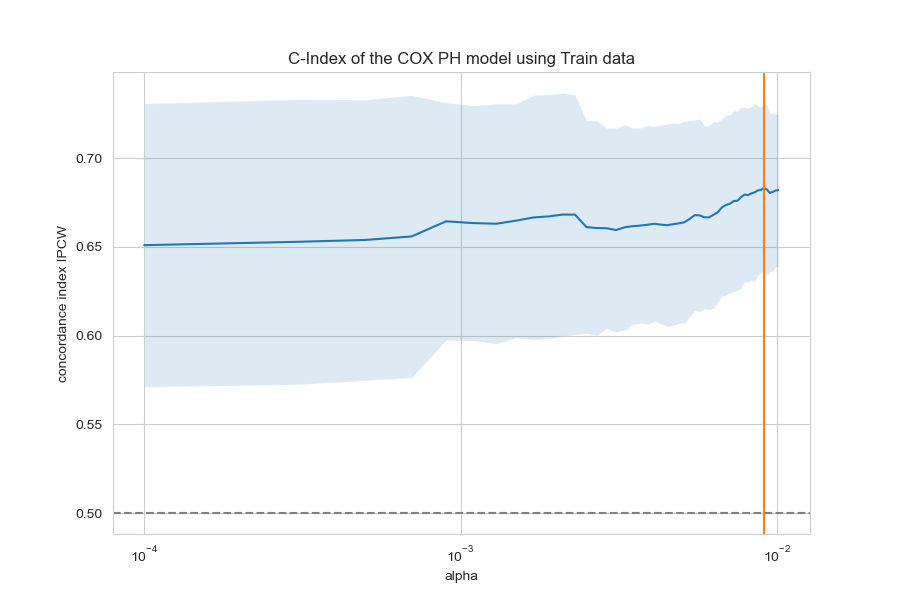 C-Index of the COX PH model using Train data
concordance index IPCW
0.70
0.65
0.60
0.55
0.50
10⁻⁴
10⁻³
10⁻²
alpha